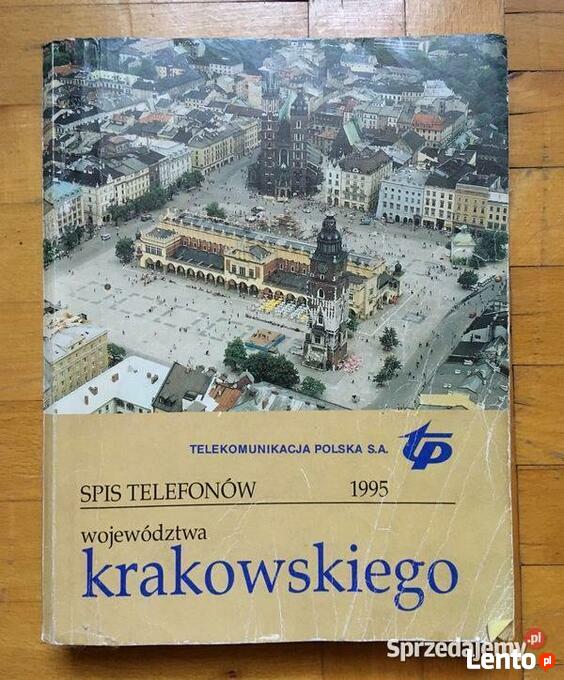 TELEKOMUNIKACJA POLSKA S.A. tp
SPIS TELEFONÓW 1995
województwa
krakowskiego
Sprzedajemy.pl
Lento.pl